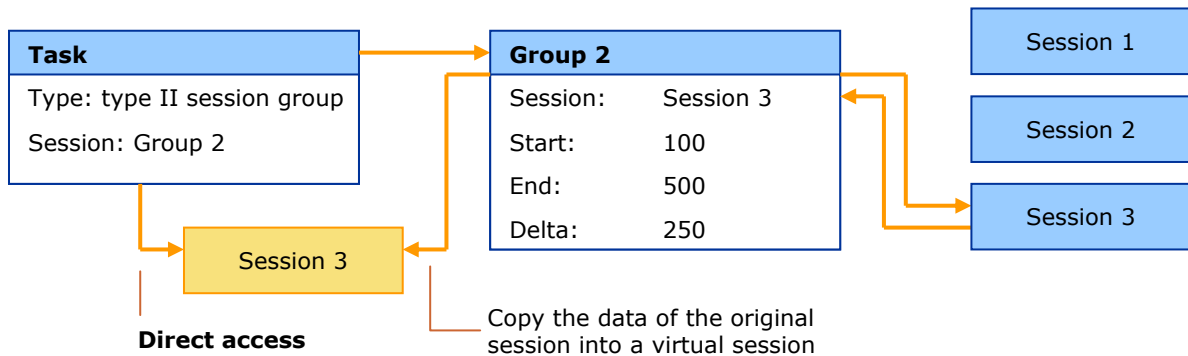 Task
Type: type II session group
Session: Group 2
Group 2
Session: Session 3
Start: 100
End: 500
Delta: 250
Session 1
Session 2
Session 3
Session 3
Direct access
Copy the data of the original
session into a virtual session